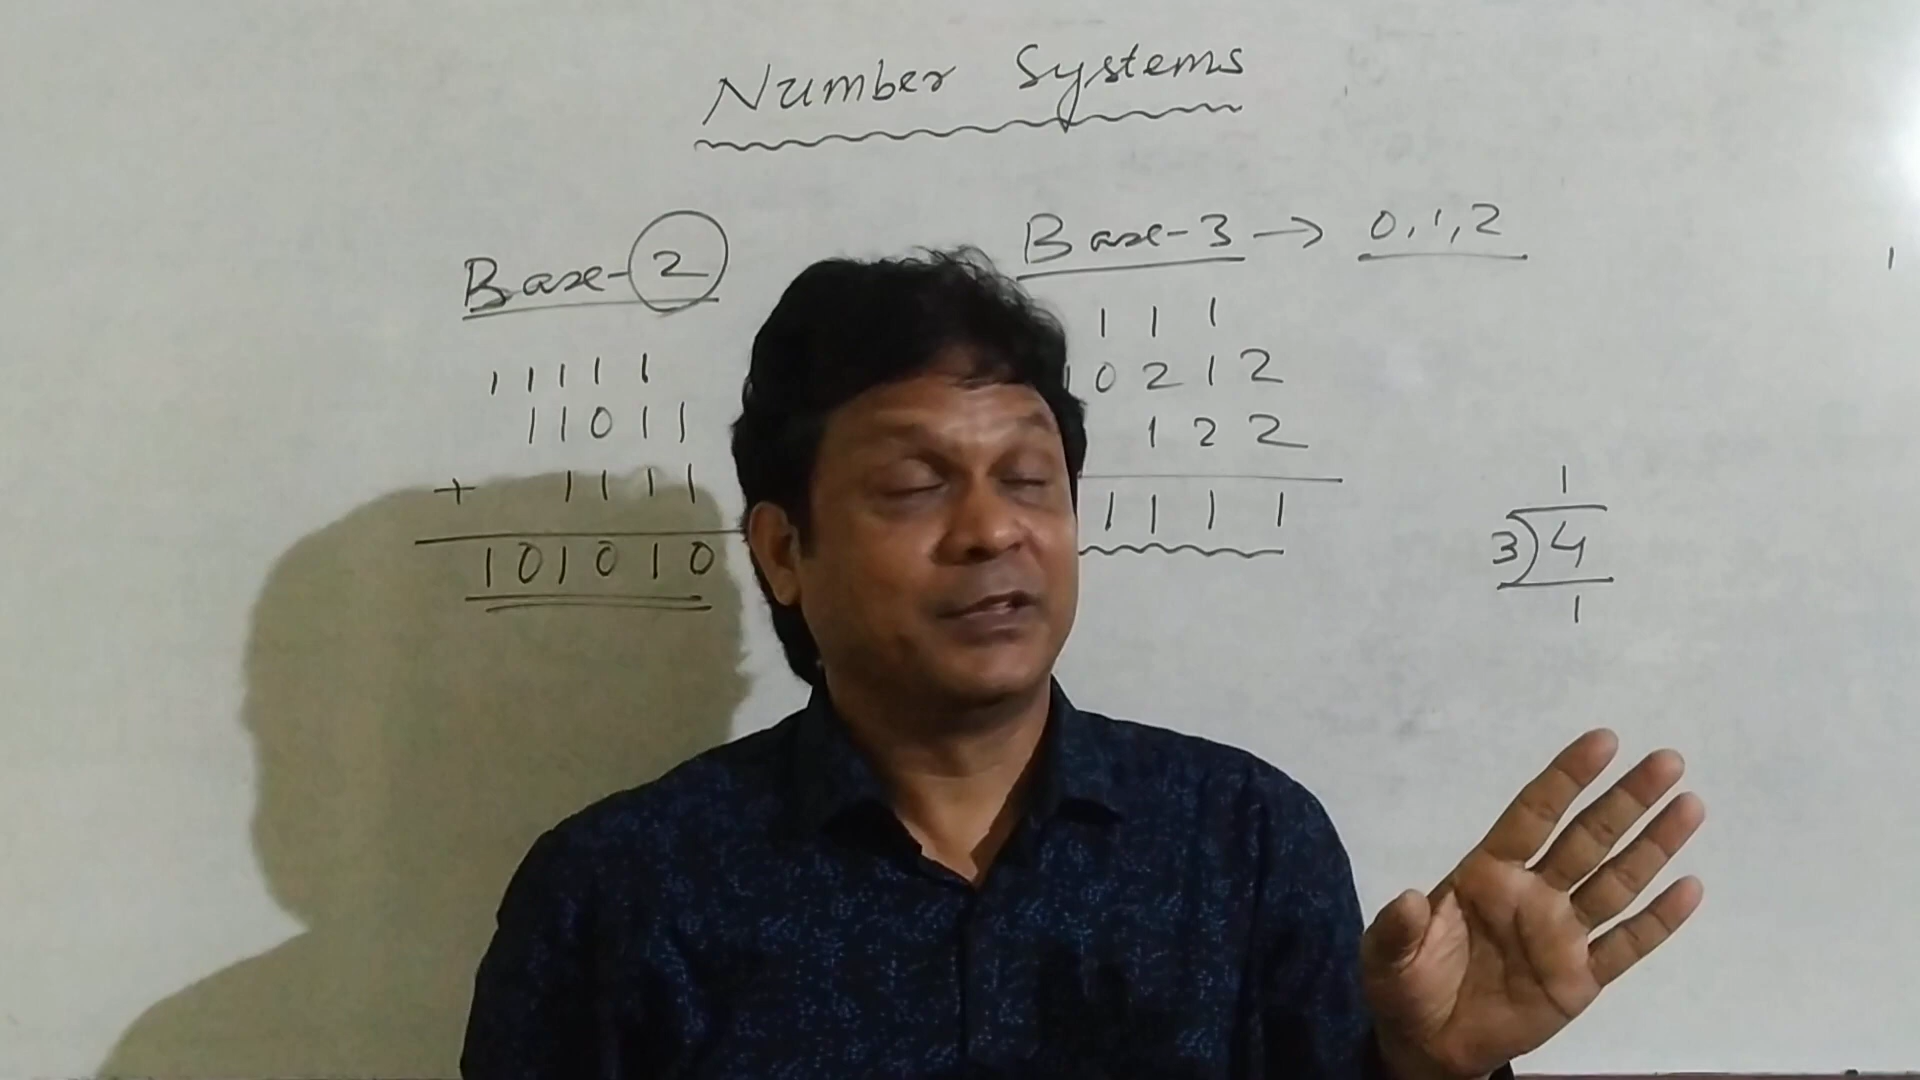 Number Systems
Base-2
1 1 1 1 1
1 1 0 1 1
+ 1 1 1 1
1 0 1 0 1 0
Base-3 → 0, 1, 2
1 1 1
1 0 2 1 2
1 2 2
1 1 1 1
1
3)4
1